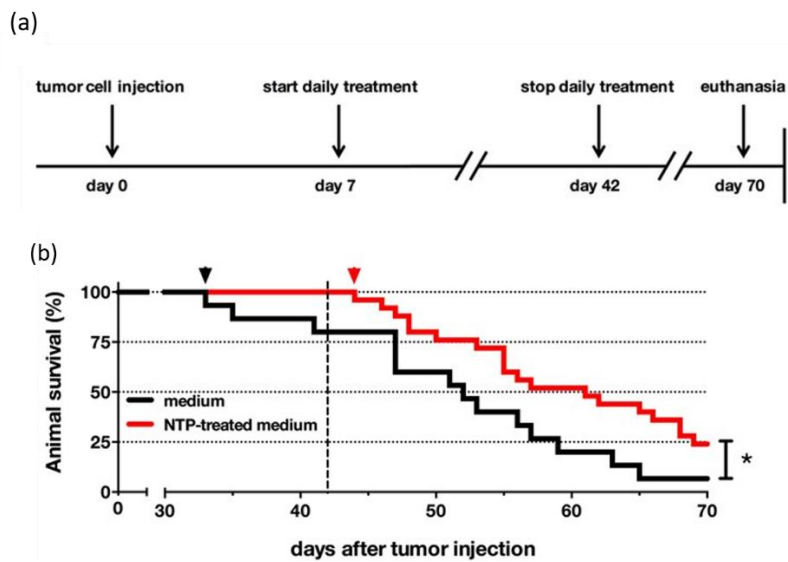 (a)
tumor cell injection start daily treatment stop daily treatment euthanasia
day 0 day 7 day 42 day 70
(b)
Animal survival (%)
100
75
50
25
0
medium
NTP-treated medium
*
0 30 40 50 60 70
days after tumor injection